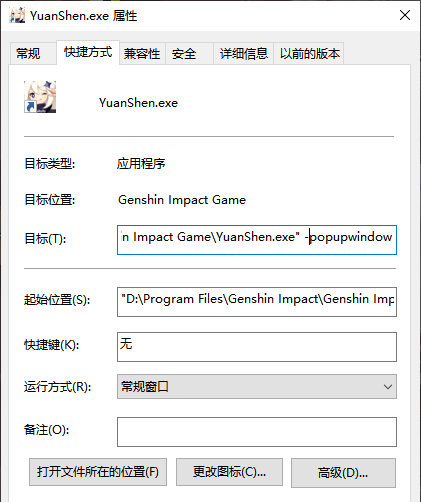 YuanShen.exe 属性
常规 快捷方式 兼容性 安全 详细信息 以前的版本
YuanShen.exe
目标类型: 应用程序
目标位置: Genshin Impact Game
目标(T): n Impact Game\YuanShen.exe" -popupwindow
起始位置(S): "D:\Program Files\Genshin Impact\Genshin Imp
快捷键(K): 无
运行方式(R): 常规窗口
备注(O):
打开文件所在的位置(F) 更改图标(C)... 高级(D)...